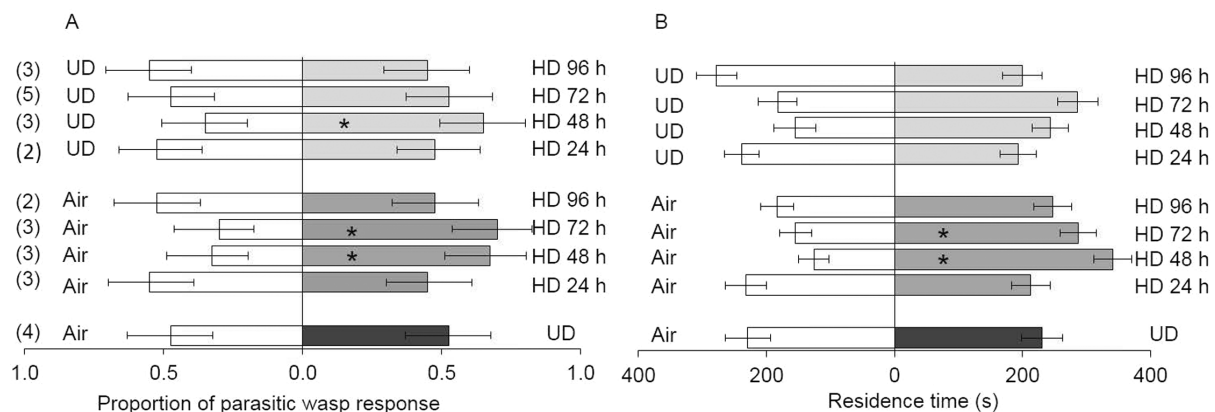 A
B
(3) UD HD 96 h
(5) UD HD 72 h
(3) UD * HD 48 h
(2) UD HD 24 h
(2) Air HD 96 h
(3) Air * HD 72 h
(3) Air * HD 48 h
(3) Air HD 24 h
(4) Air UD
1.0 0.5 0.0 0.5 1.0
Proportion of parasitic wasp response
UD HD 96 h
UD HD 72 h
UD HD 48 h
UD HD 24 h
Air HD 96 h
Air * HD 72 h
Air * HD 48 h
Air HD 24 h
Air UD
400 200 0 200 400
Residence time (s)